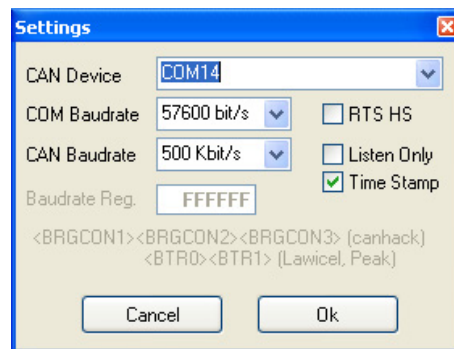 Settings
CAN Device COM14
COM Baudrate 57600 bit/s RTS HS
CAN Baudrate 500 Kbit/s Listen Only
Time Stamp
Baudrate Reg. FFFFFF
<BRGCON1><BRGCON2><BRGCON3> (canhack)
<BTR0><BTR1> (Lawicel, Peak)
Cancel Ok